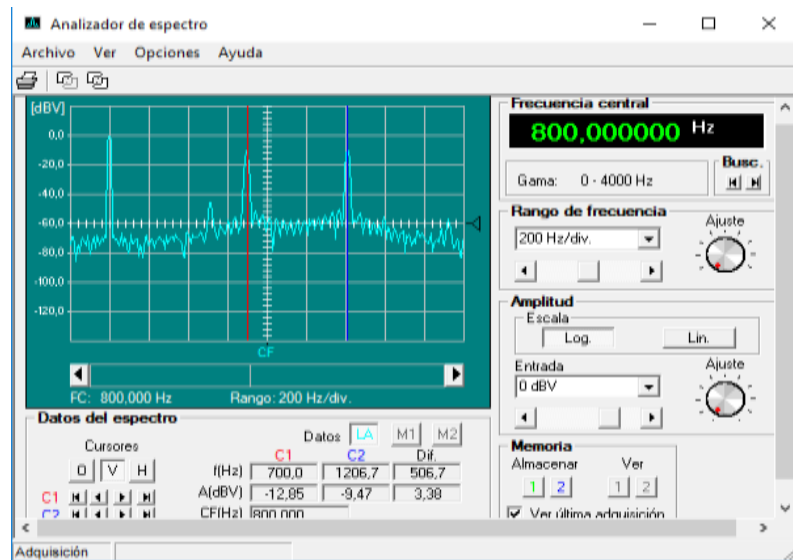 Analizador de espectro
Archivo Ver Opciones Ayuda
[dBV]
0,0
-20,0
-40,0
-60,0
-80,0
-100,0
-120,0
CF
FC: 800,000 Hz Rango: 200 Hz/div.
Frecuencia central
800,000000 Hz
Gama: 0 - 4000 Hz
Busc.
Rango de frecuencia
200 Hz/div.
Ajuste
Amplitud
Escala
Log. Lin.
Entrada
0 dBV
Ajuste
Datos del espectro
Cursores
O V H
Datos LA M1 M2
C1 C2 Dif.
f(Hz) 700,0 1206,7 506,7
A(dBV) -12,85 -9,47 3,38
CF(Hz) 800,000
C1
C2
Memoria
Almacenar Ver
1 2 1 2
Ver última adquisición
Adquisición